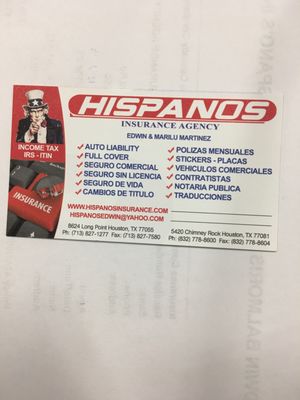 HISPANOS
INSURANCE AGENCY
EDWIN & MARILU MARTINEZ
INCOME TAX
IRS - ITIN
AUTO LIABILITY
FULL COVER
SEGURO COMERCIAL
SEGURO SIN LICENCIA
SEGURO DE VIDA
CAMBIOS DE TITULO
POLIZAS MENSUALES
STICKERS - PLACAS
VEHICULOS COMERCIALES
CONTRATISTAS
NOTARIA PUBLICA
TRADUCCIONES
INSURANCE
WWW.HISPANOSINSURANCE.COM
HISPANOSEDWIN@YAHOO.COM
8624 Long Point Houston, TX 77055
Ph: (713) 827-1277 Fax: (713) 827-7580
5420 Chimney Rock Houston, TX 77081
Ph: (832) 778-8600 Fax: (832) 778-8604